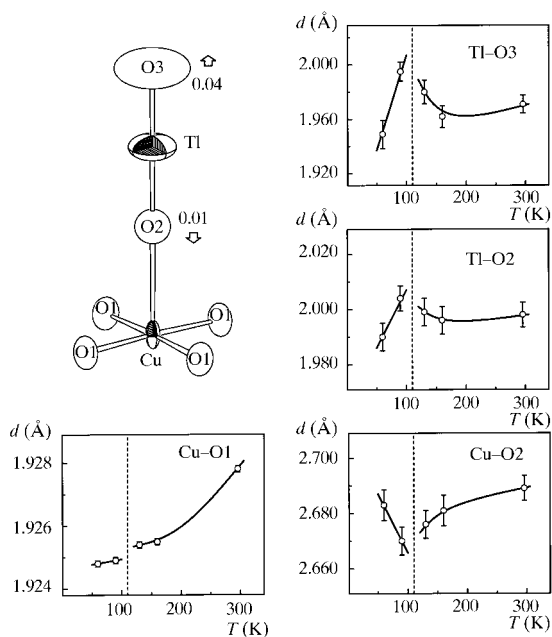 O3
0.04
Tl
O2
0.01
O1
O1
O1
O1
Cu
d (Å)
Tl–O3
2.000
1.960
1.920
100
200
300
T (K)
Tl–O2
2.020
2.000
1.980
100
200
300
T (K)
d (Å)
Cu–O1
1.928
1.926
1.924
100
200
300
T (K)
d (Å)
Cu–O2
2.700
2.680
2.660
100
200
300
T (K)